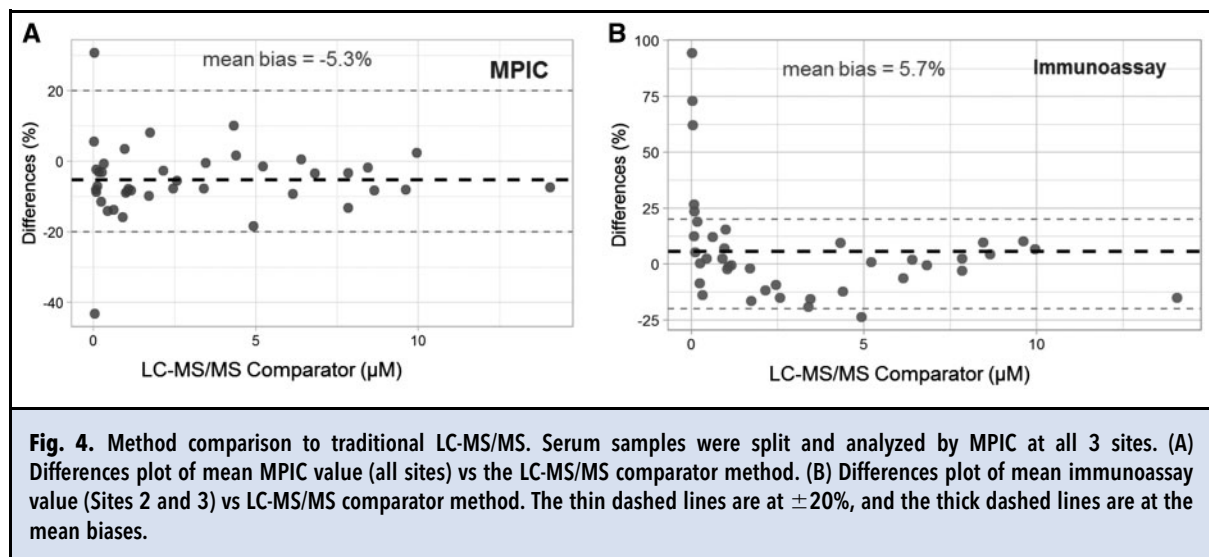 A
mean bias = -5.3%
MPIC
20
0
-20
-40
Differences (%)
0
5
10
LC-MS/MS Comparator (µM)
B
100
mean bias = 5.7%
Immunoassay
75
50
25
0
-25
Differences (%)
0
5
10
LC-MS/MS Comparator (µM)
Fig. 4. Method comparison to traditional LC-MS/MS. Serum samples were split and analyzed by MPIC at all 3 sites. (A)
Differences plot of mean MPIC value (all sites) vs the LC-MS/MS comparator method. (B) Differences plot of mean immunoassay
value (Sites 2 and 3) vs LC-MS/MS comparator method. The thin dashed lines are at ±20%, and the thick dashed lines are at the
mean biases.